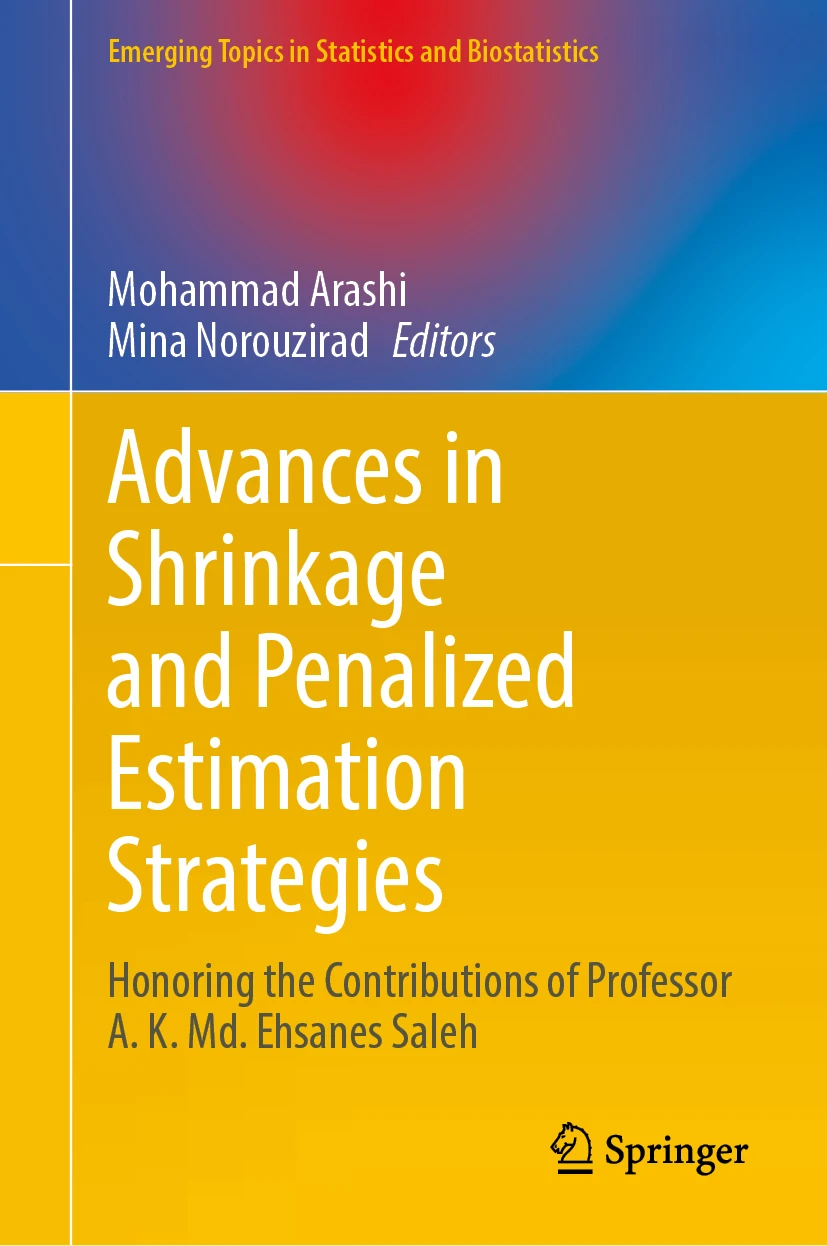 Emerging Topics in Statistics and Biostatistics
Mohammad Arashi
Mina Norouzirad Editors
Advances in
Shrinkage
and Penalized
Estimation
Strategies
Honoring the Contributions of Professor
A. K. Md. Ehsanes Saleh
Springer